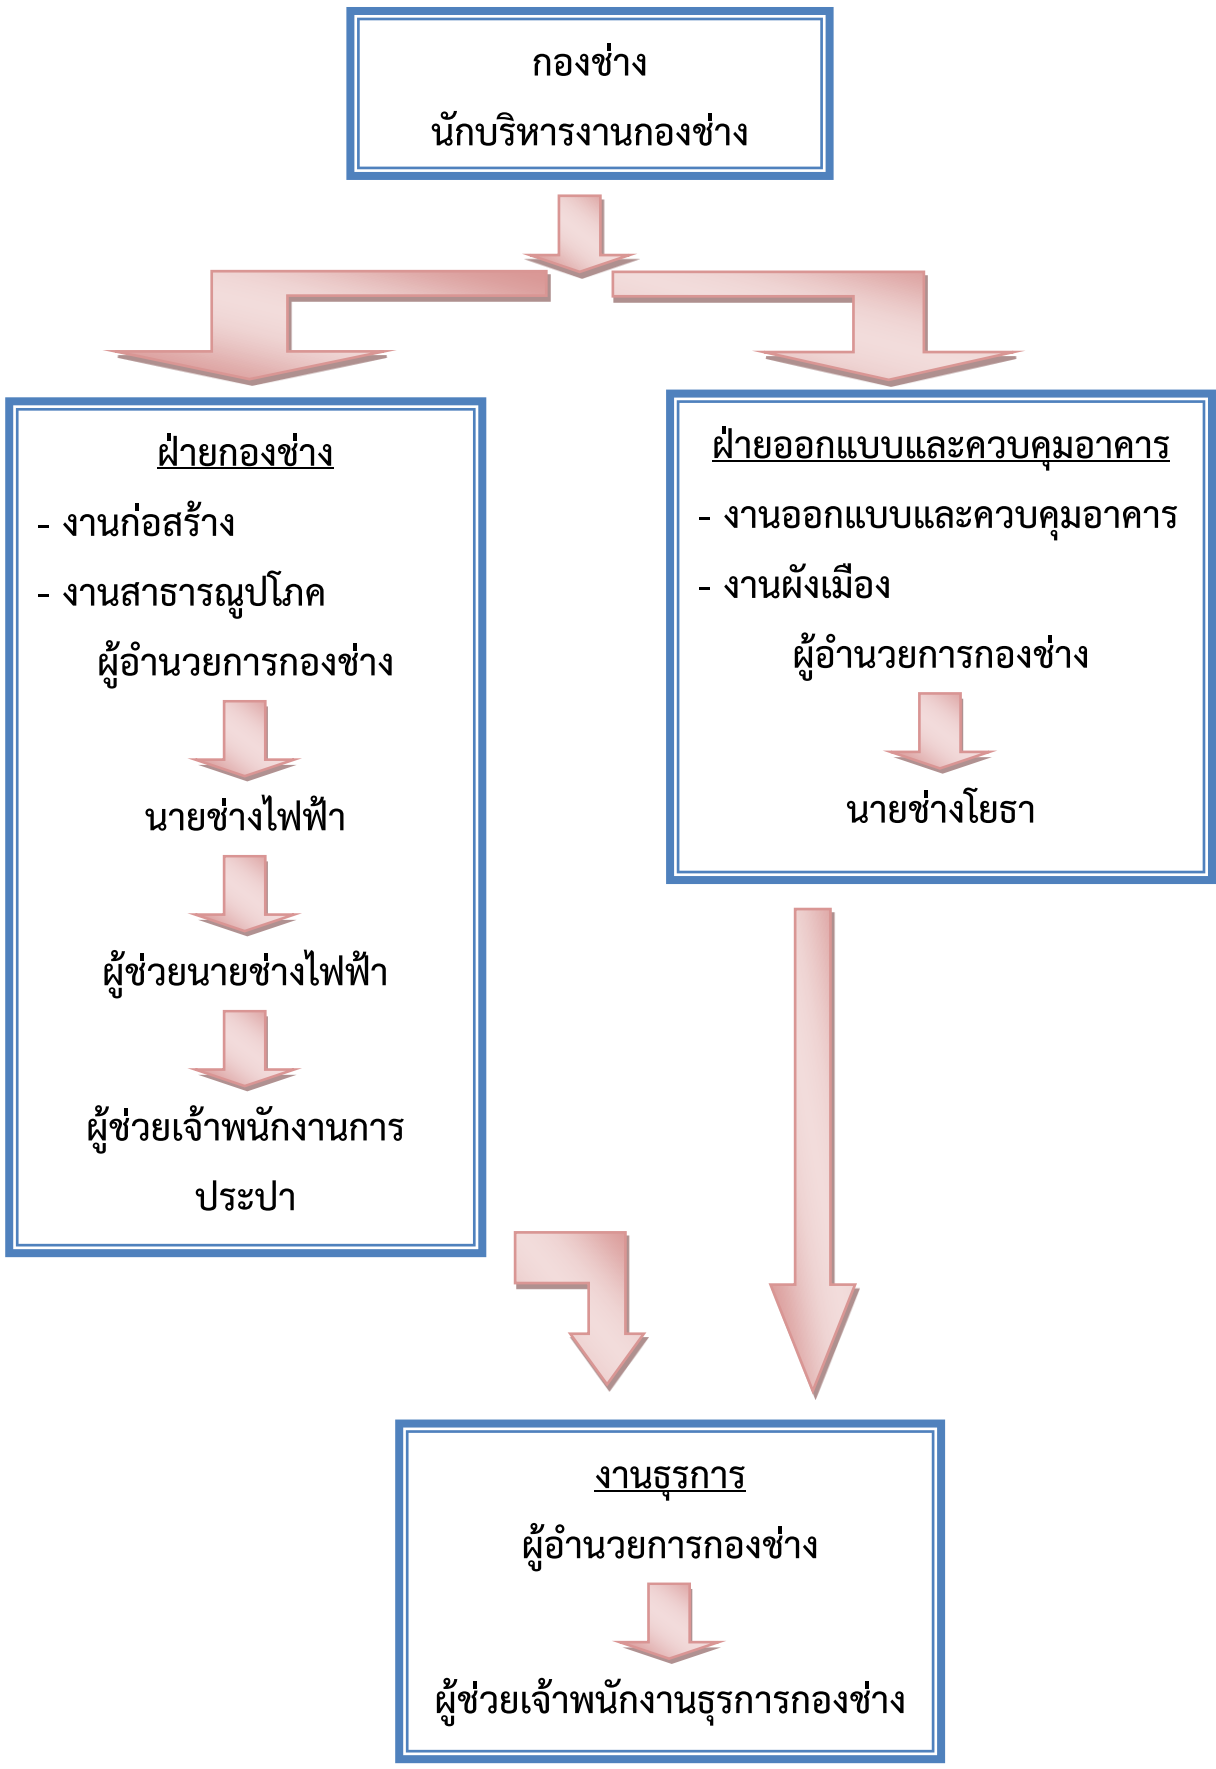 กองช่าง
นักบริหารงานกองช่าง
ฝ่ายกองช่าง
- งานก่อสร้าง
- งานสาธารณูปโภค
ผู้อำนวยการกองช่าง
นายช่างไฟฟ้า
ผู้ช่วยนายช่างไฟฟ้า
ผู้ช่วยเจ้าพนักงานการ
ประปา
ฝ่ายออกแบบและควบคุมอาคาร
- งานออกแบบและควบคุมอาคาร
- งานผังเมือง
ผู้อำนวยการกองช่าง
นายช่างโยธา
งานธุรการ
ผู้อำนวยการกองช่าง
ผู้ช่วยเจ้าพนักงานธุรการกองช่าง